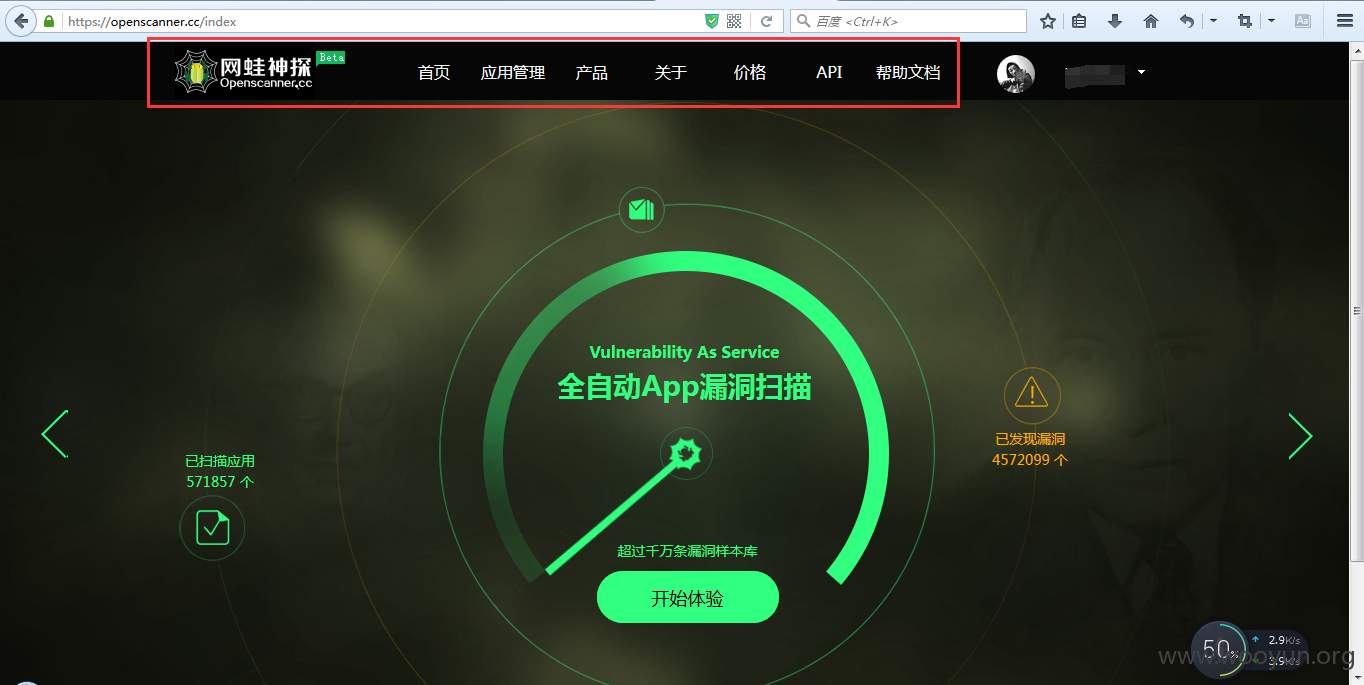 https://openscanner.cc/index
百度 <Ctrl+K>
网蛙神探 Beta
Openscanner.cc
首页 应用管理 产品 关于 价格 API 帮助文档
Vulnerability As Service
全自动App漏洞扫描
已发现漏洞
4572099 个
已扫描应用
571857 个
超过千万条漏洞样本库
开始体验
50%
2.9K/s
3.9K/s
www.wooyun.org